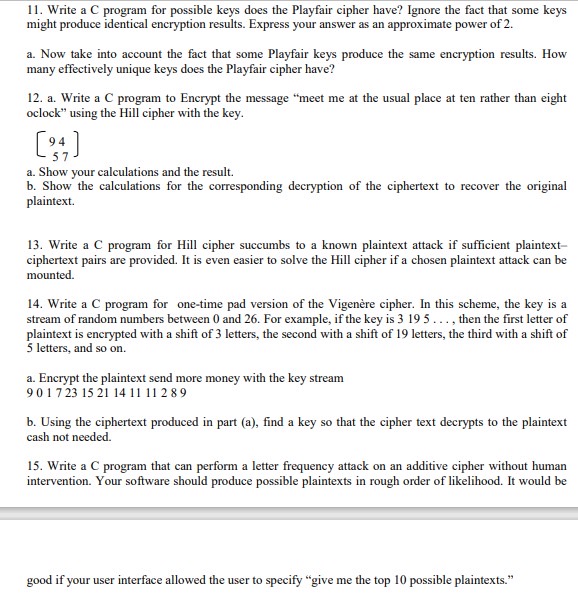 11. Write a C program for possible keys does the Playfair cipher have? Ignore the fact that some keys
might produce identical encryption results. Express your answer as an approximate power of 2.
a. Now take into account the fact that some Playfair keys produce the same encryption results. How
many effectively unique keys does the Playfair cipher have?
12. a. Write a C program to Encrypt the message “meet me at the usual place at ten rather than eight
oclock” using the Hill cipher with the key.
9 4
5 7
a. Show your calculations and the result.
b. Show the calculations for the corresponding decryption of the ciphertext to recover the original
plaintext.
13. Write a C program for Hill cipher succumbs to a known plaintext attack if sufficient plaintext–
ciphertext pairs are provided. It is even easier to solve the Hill cipher if a chosen plaintext attack can be
mounted.
14. Write a C program for one-time pad version of the Vigenère cipher. In this scheme, the key is a
stream of random numbers between 0 and 26. For example, if the key is 3 19 5 . . . , then the first letter of
plaintext is encrypted with a shift of 3 letters, the second with a shift of 19 letters, the third with a shift of
5 letters, and so on.
a. Encrypt the plaintext send more money with the key stream
9 0 1 7 23 15 21 14 11 11 2 8 9
b. Using the ciphertext produced in part (a), find a key so that the cipher text decrypts to the plaintext
cash not needed.
15. Write a C program that can perform a letter frequency attack on an additive cipher without human
intervention. Your software should produce possible plaintexts in rough order of likelihood. It would be
good if your user interface allowed the user to specify “give me the top 10 possible plaintexts.”